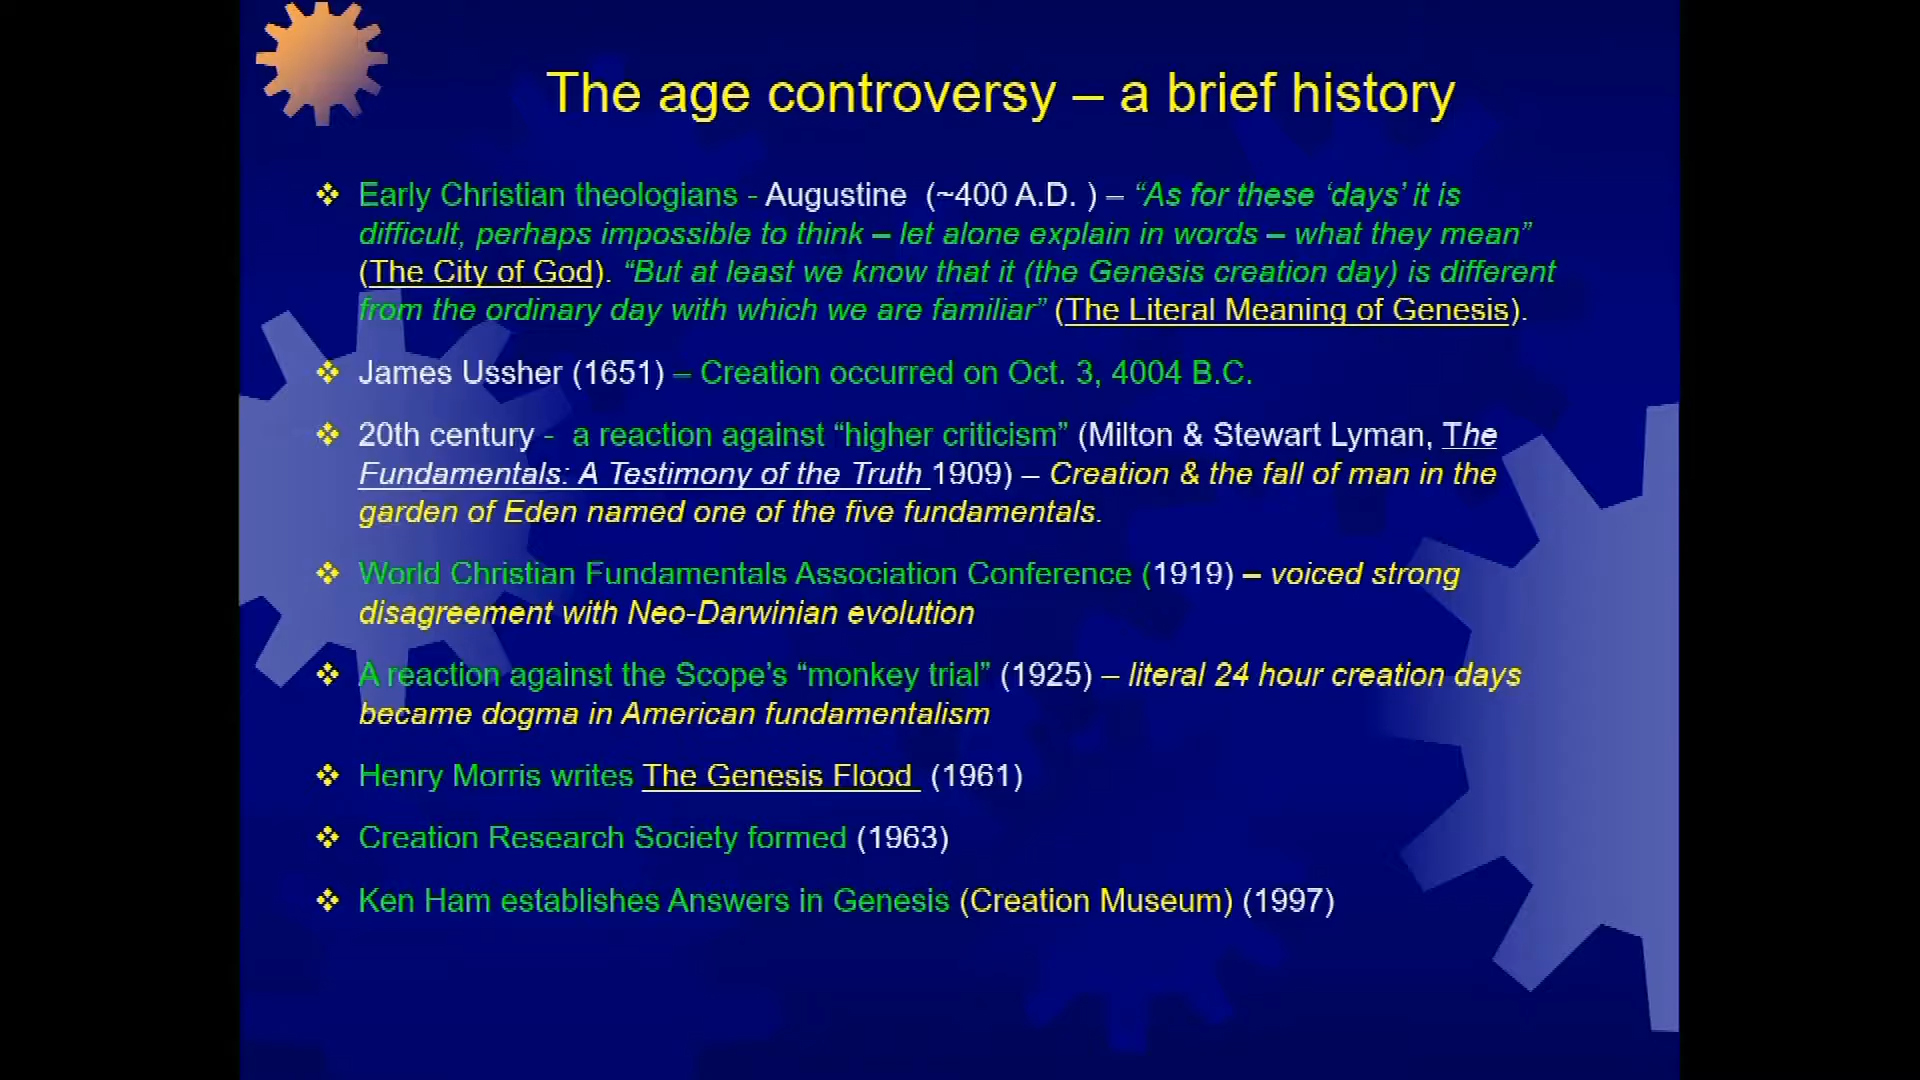 The age controversy – a brief history
Early Christian theologians - Augustine (~400 A.D. ) – “As for these ‘days’ it is
difficult, perhaps impossible to think – let alone explain in words – what they mean”
(The City of God). “But at least we know that it (the Genesis creation day) is different
from the ordinary day with which we are familiar” (The Literal Meaning of Genesis).
James Ussher (1651) – Creation occurred on Oct. 3, 4004 B.C.
20th century - a reaction against “higher criticism” (Milton & Stewart Lyman, The
Fundamentals: A Testimony of the Truth 1909) – Creation & the fall of man in the
garden of Eden named one of the five fundamentals.
World Christian Fundamentals Association Conference (1919) – voiced strong
disagreement with Neo-Darwinian evolution
A reaction against the Scope’s “monkey trial” (1925) – literal 24 hour creation days
became dogma in American fundamentalism
Henry Morris writes The Genesis Flood (1961)
Creation Research Society formed (1963)
Ken Ham establishes Answers in Genesis (Creation Museum) (1997)